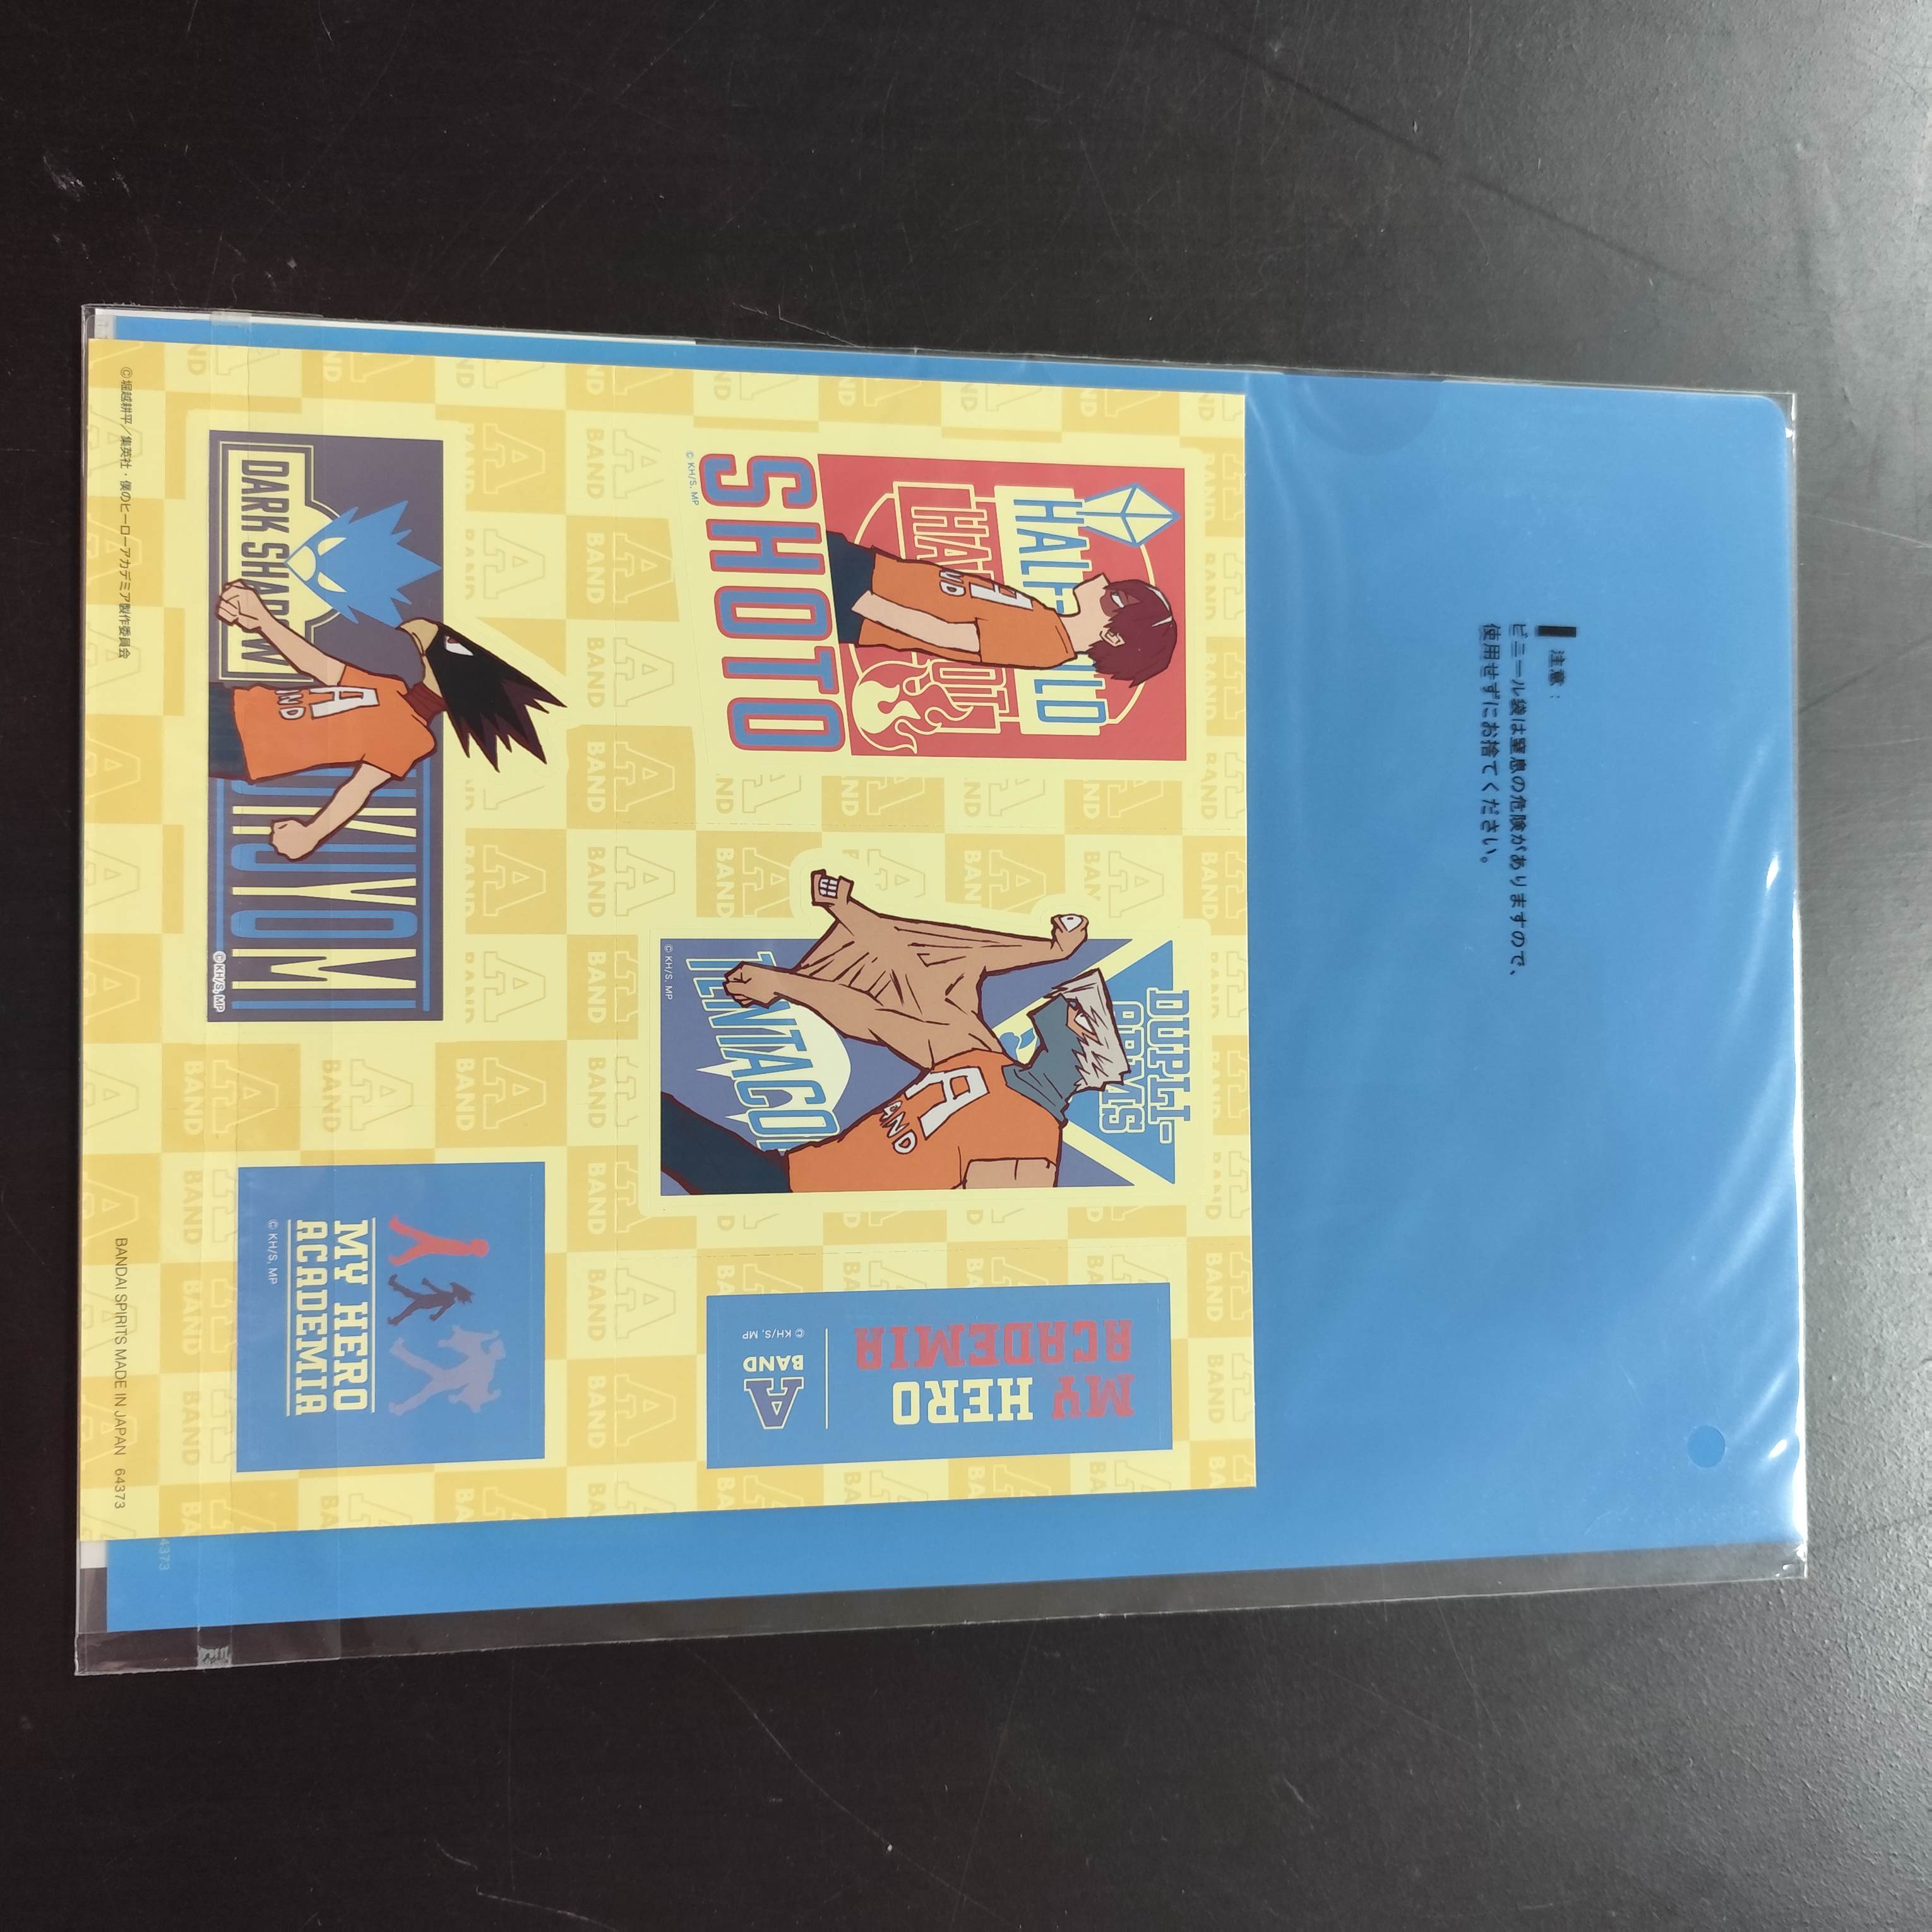 HALF-COLD
HALF-HOT
SHOTO
© KH/S, MP
DUPLI-
ARMS
TENTACO
A
BAND
© KH/S, MP
MY HERO
ACADEMIA
A
BAND
© KH/S, MP
DARK SHADOW
A
TSUKUYOMI
© KH/S, MP
MY HERO
ACADEMIA
© KH/S, MP
©堀越耕平／集英社・僕のヒーローアカデミア製作委員会
BANDAI SPIRITS MADE IN JAPAN 64373
注意：
ビニール袋は窒息の危険がありますので、
使用せずにお捨てください。